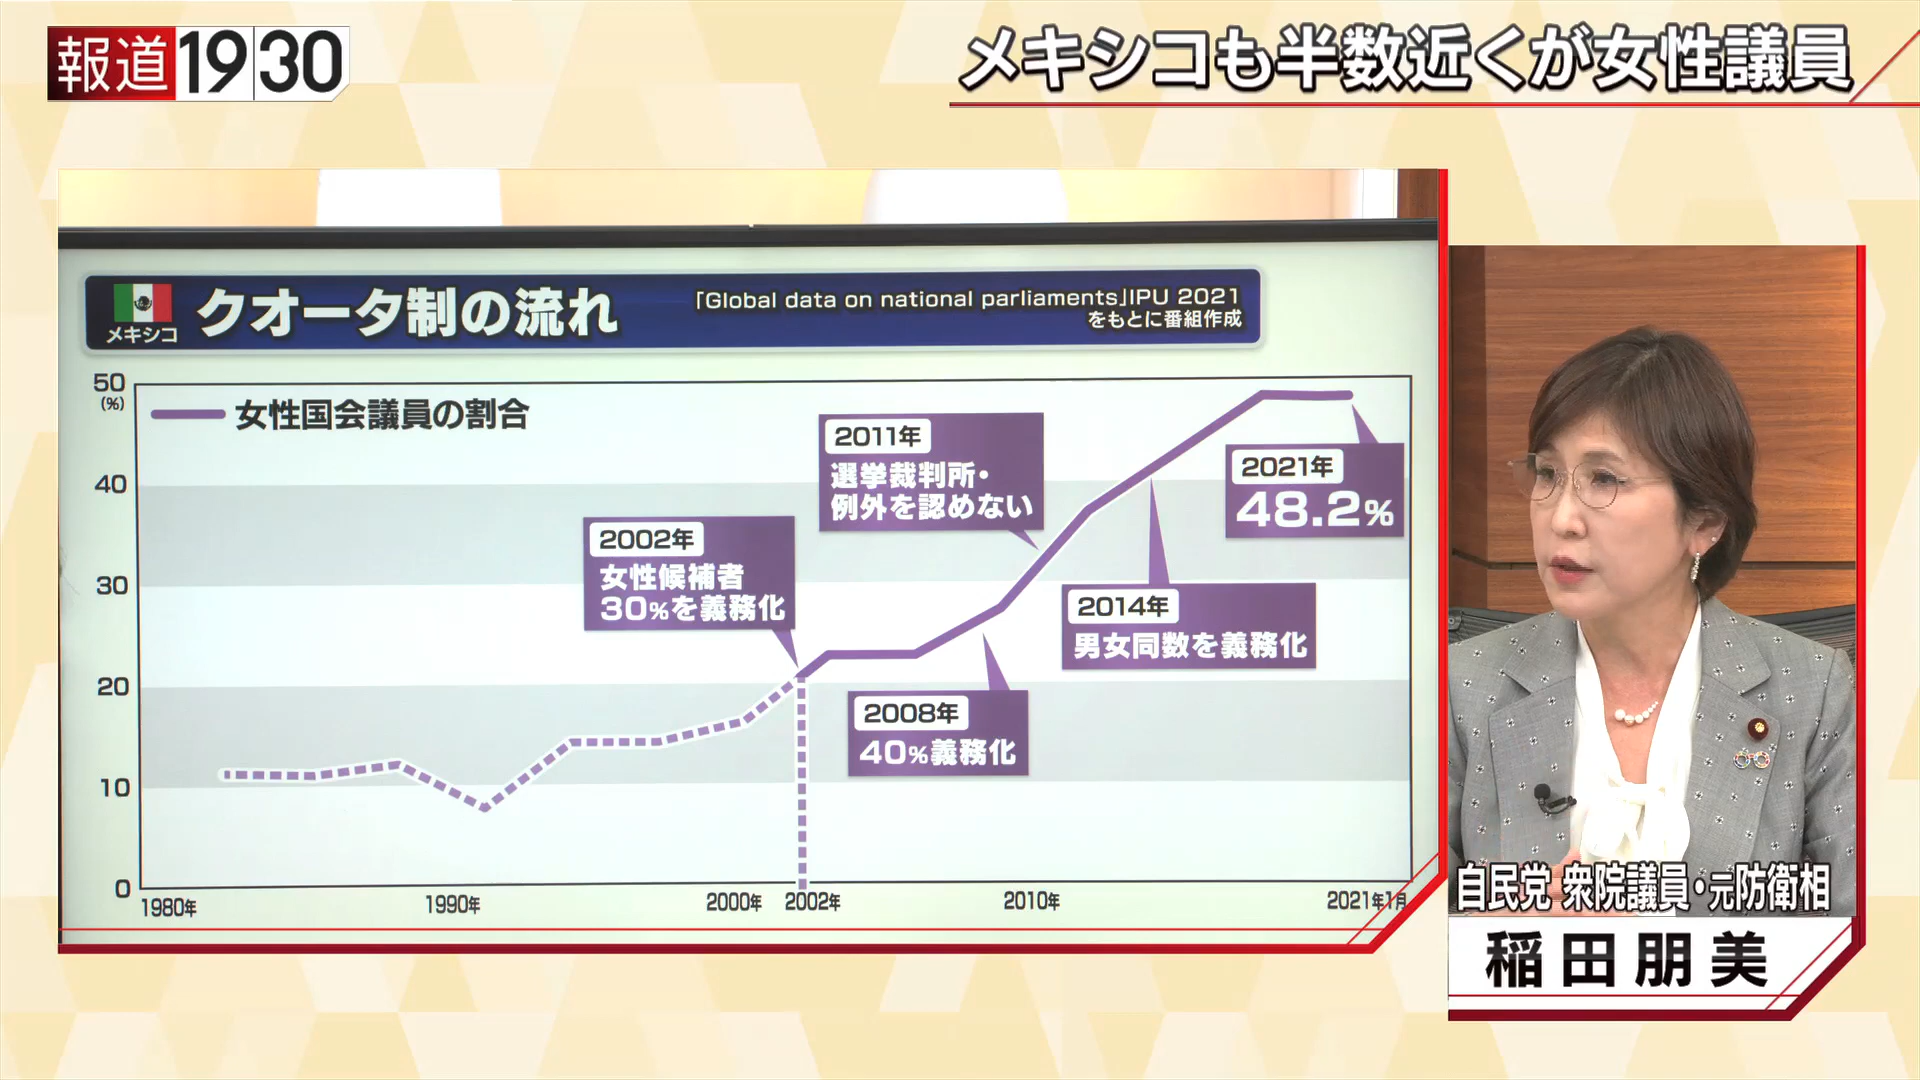 報道 19 30
メキシコも半数近くが女性議員
メキシコ
クオータ制の流れ
「Global data on national parliaments」IPU 2021
をもとに番組作成
50
(%)
女性国会議員の割合
40
30
20
10
0
2002年
女性候補者
30%を義務化
2008年
40%義務化
2011年
選挙裁判所・
例外を認めない
2014年
男女同数を義務化
2021年
48.2%
1980年
1990年
2000年
2002年
2010年
2021年1月
自民党 衆院議員・元防衛相
稲田朋美